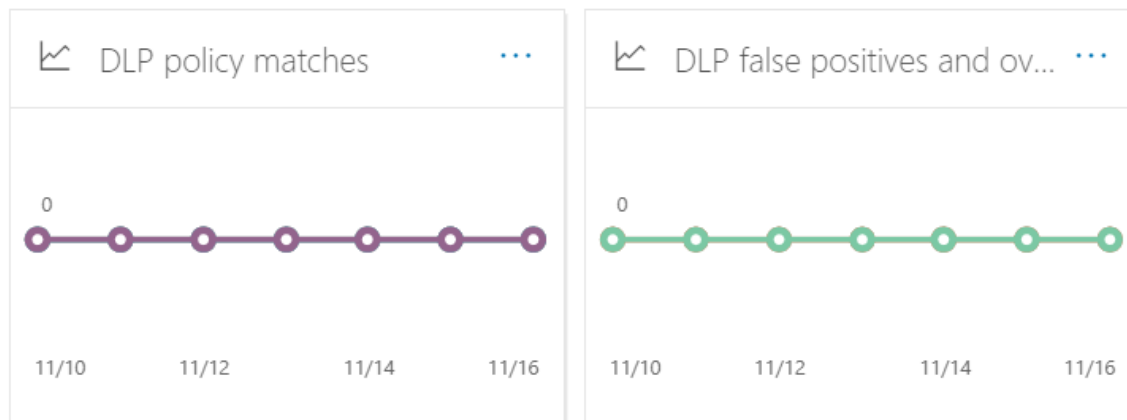 DLP policy matches ...
0
11/10 11/12 11/14 11/16
DLP false positives and ov... ...
0
11/10 11/12 11/14 11/16